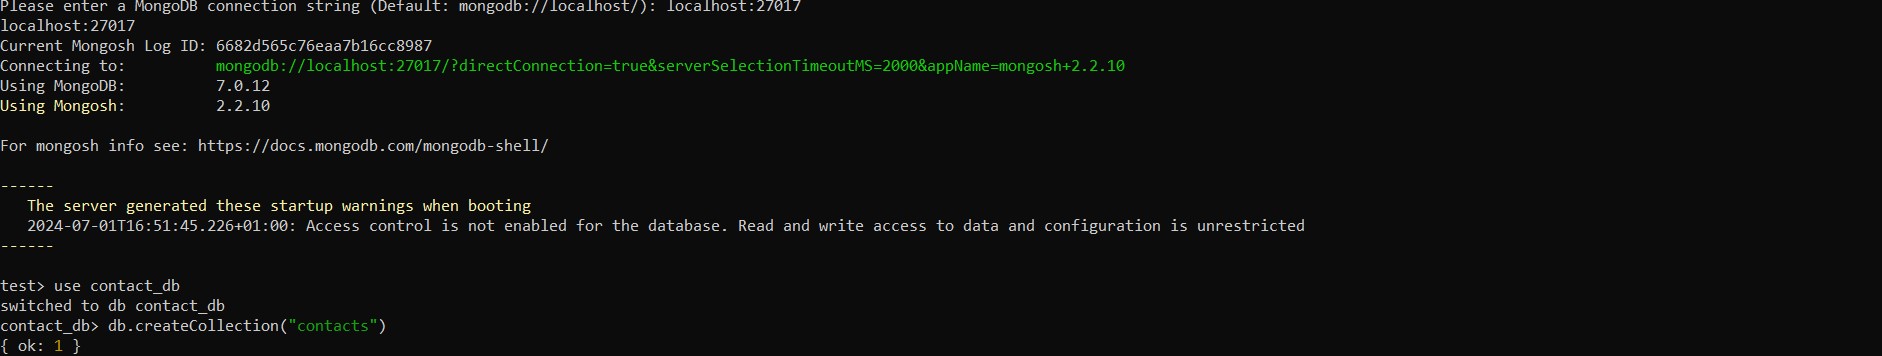 Please enter a MongoDB connection string (Default: mongodb://localhost/): localhost:27017
localhost:27017
Current Mongosh Log ID: 6682d565c76eaa7b16cc8987
Connecting to: mongodb://localhost:27017/?directConnection=true&serverSelectionTimeoutMS=2000&appName=mongosh+2.2.10
Using MongoDB: 7.0.12
Using Mongosh: 2.2.10
For mongosh info see: https://docs.mongodb.com/mongodb-shell/
------
The server generated these startup warnings when booting
2024-07-01T16:51:45.226+01:00: Access control is not enabled for the database. Read and write access to data and configuration is unrestricted
------
test> use contact_db
switched to db contact_db
contact_db> db.createCollection("contacts")
{ ok: 1 }